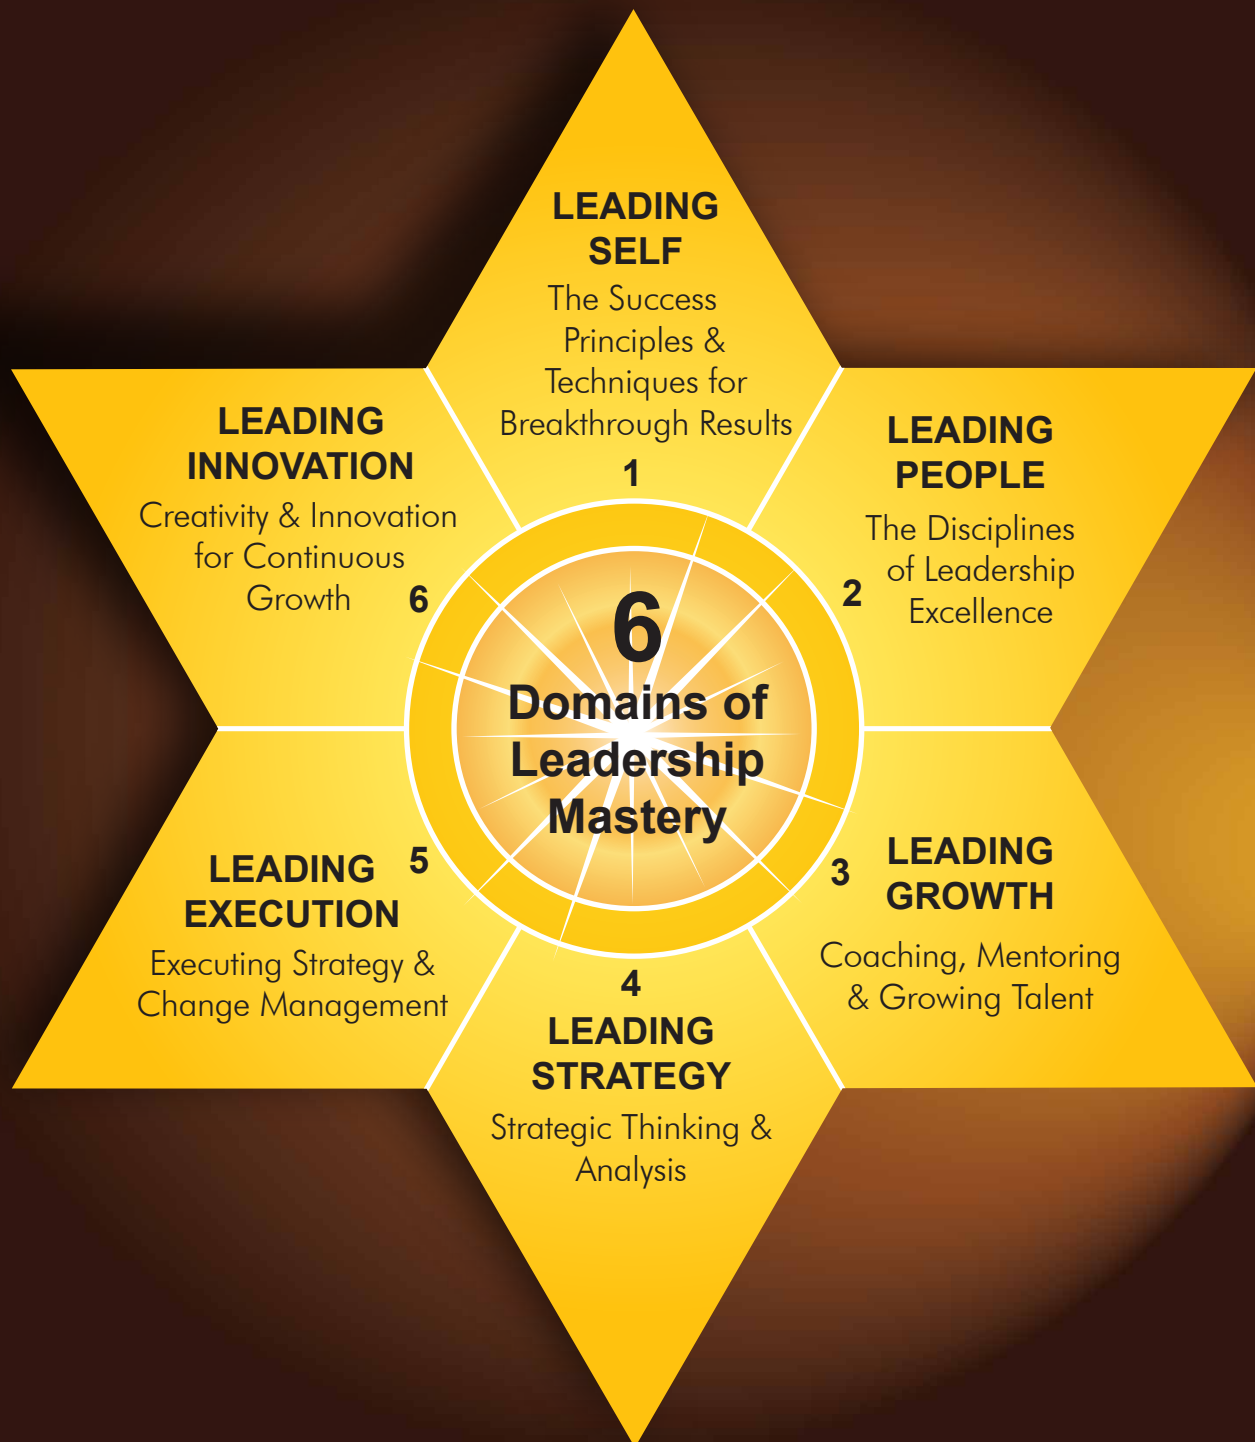 LEADING
SELF
The Success
Principles &
Techniques for
Breakthrough Results
1
LEADING
PEOPLE
The Disciplines
of Leadership
Excellence
2
3
LEADING
GROWTH
Coaching, Mentoring
& Growing Talent
4
LEADING
STRATEGY
Strategic Thinking &
Analysis
5
LEADING
EXECUTION
Executing Strategy &
Change Management
LEADING
INNOVATION
Creativity & Innovation
for Continuous
Growth
6
6
Domains of
Leadership
Mastery